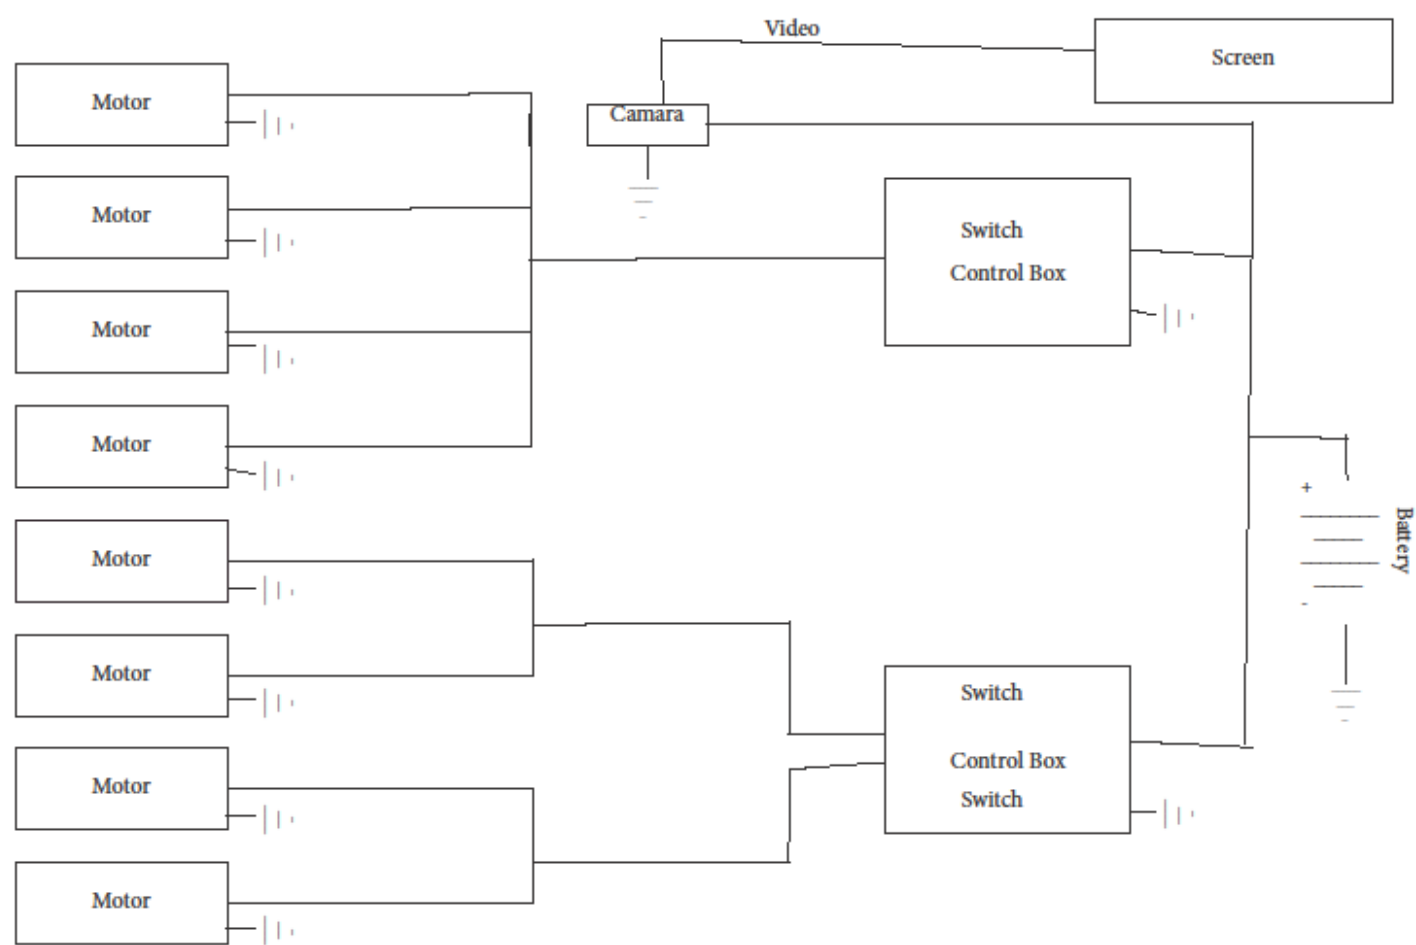 Video
Screen
Motor
Camara
Motor
Switch
Control Box
Motor
Motor
+
Battery
-
Motor
Motor
Switch
Control Box
Switch
Motor
Motor